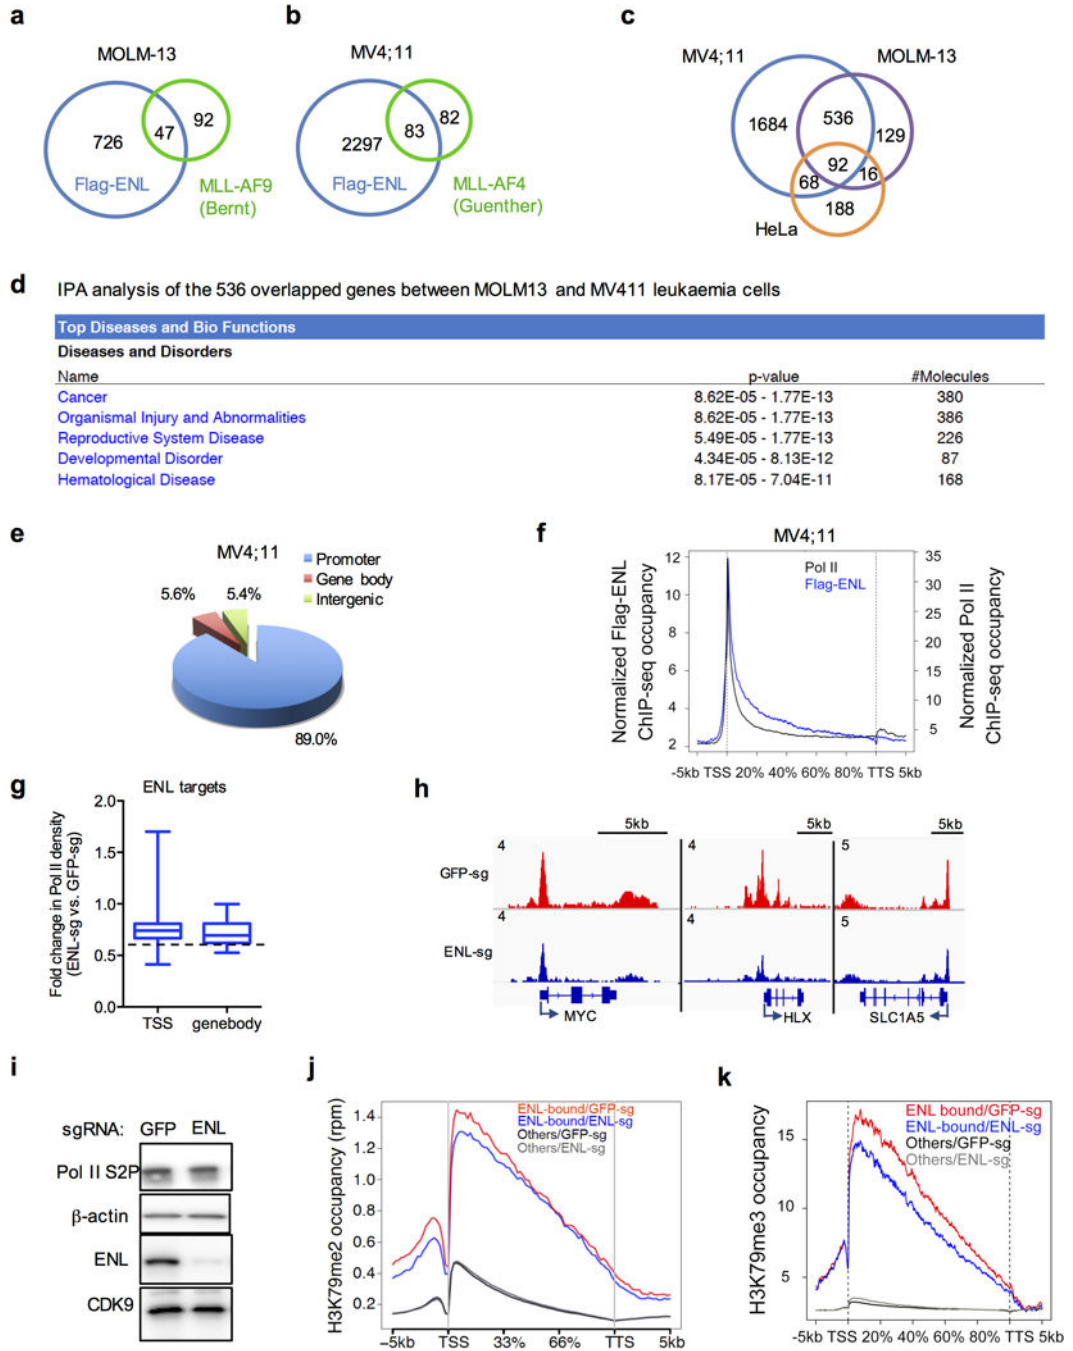 a
MOLM-13
726
47
92
Flag-ENL
MLL-AF9
(Bernt)
b
MV4;11
2297
83
82
Flag-ENL
MLL-AF4
(Guenther)
c
MV4;11
MOLM-13
1684
536
129
92
68
16
188
HeLa
d
IPA analysis of the 536 overlapped genes between MOLM13 and MV411 leukaemia cells
Top Diseases and Bio Functions
Diseases and Disorders
Name p-value #Molecules
Cancer 8.62E-05 - 1.77E-13 380
Organismal Injury and Abnormalities 8.62E-05 - 1.77E-13 386
Reproductive System Disease 5.49E-05 - 1.77E-13 226
Developmental Disorder 4.34E-05 - 8.13E-12 87
Hematological Disease 8.17E-05 - 7.04E-11 168
e
MV4;11
Promoter
Gene body
Intergenic
5.6%
5.4%
89.0%
f
MV4;11
Normalized Flag-ENL
ChIP-seq occupancy
12
10
8
6
4
2
Pol II
Flag-ENL
35
30
25
20
15
10
5
Normalized Pol II
ChIP-seq occupancy
-5kb TSS 20% 40% 60% 80% TTS 5kb
g
ENL targets
Fold change in Pol II density
(ENL-sg vs. GFP-sg)
2.0
1.5
1.0
0.5
0.0
TSS genebody
h
5kb 5kb 5kb
GFP-sg
4 4 5
ENL-sg
4 4 5
MYC HLX SLC1A5
i
sgRNA: GFP ENL
Pol II S2P
β-actin
ENL
CDK9
j
H3K79me2 occupancy (rpm)
1.4
1.2
1.0
0.8
0.6
0.4
0.2
ENL-bound/GFP-sg
ENL-bound/ENL-sg
Others/GFP-sg
Others/ENL-sg
−5kb TSS 33% 66% TTS 5kb
k
H3K79me3 occupancy
15
10
5
ENL bound/GFP-sg
ENL-bound/ENL-sg
Others/GFP-sg
Others/ENL-sg
-5kb TSS 20% 40% 60% 80% TTS 5kb